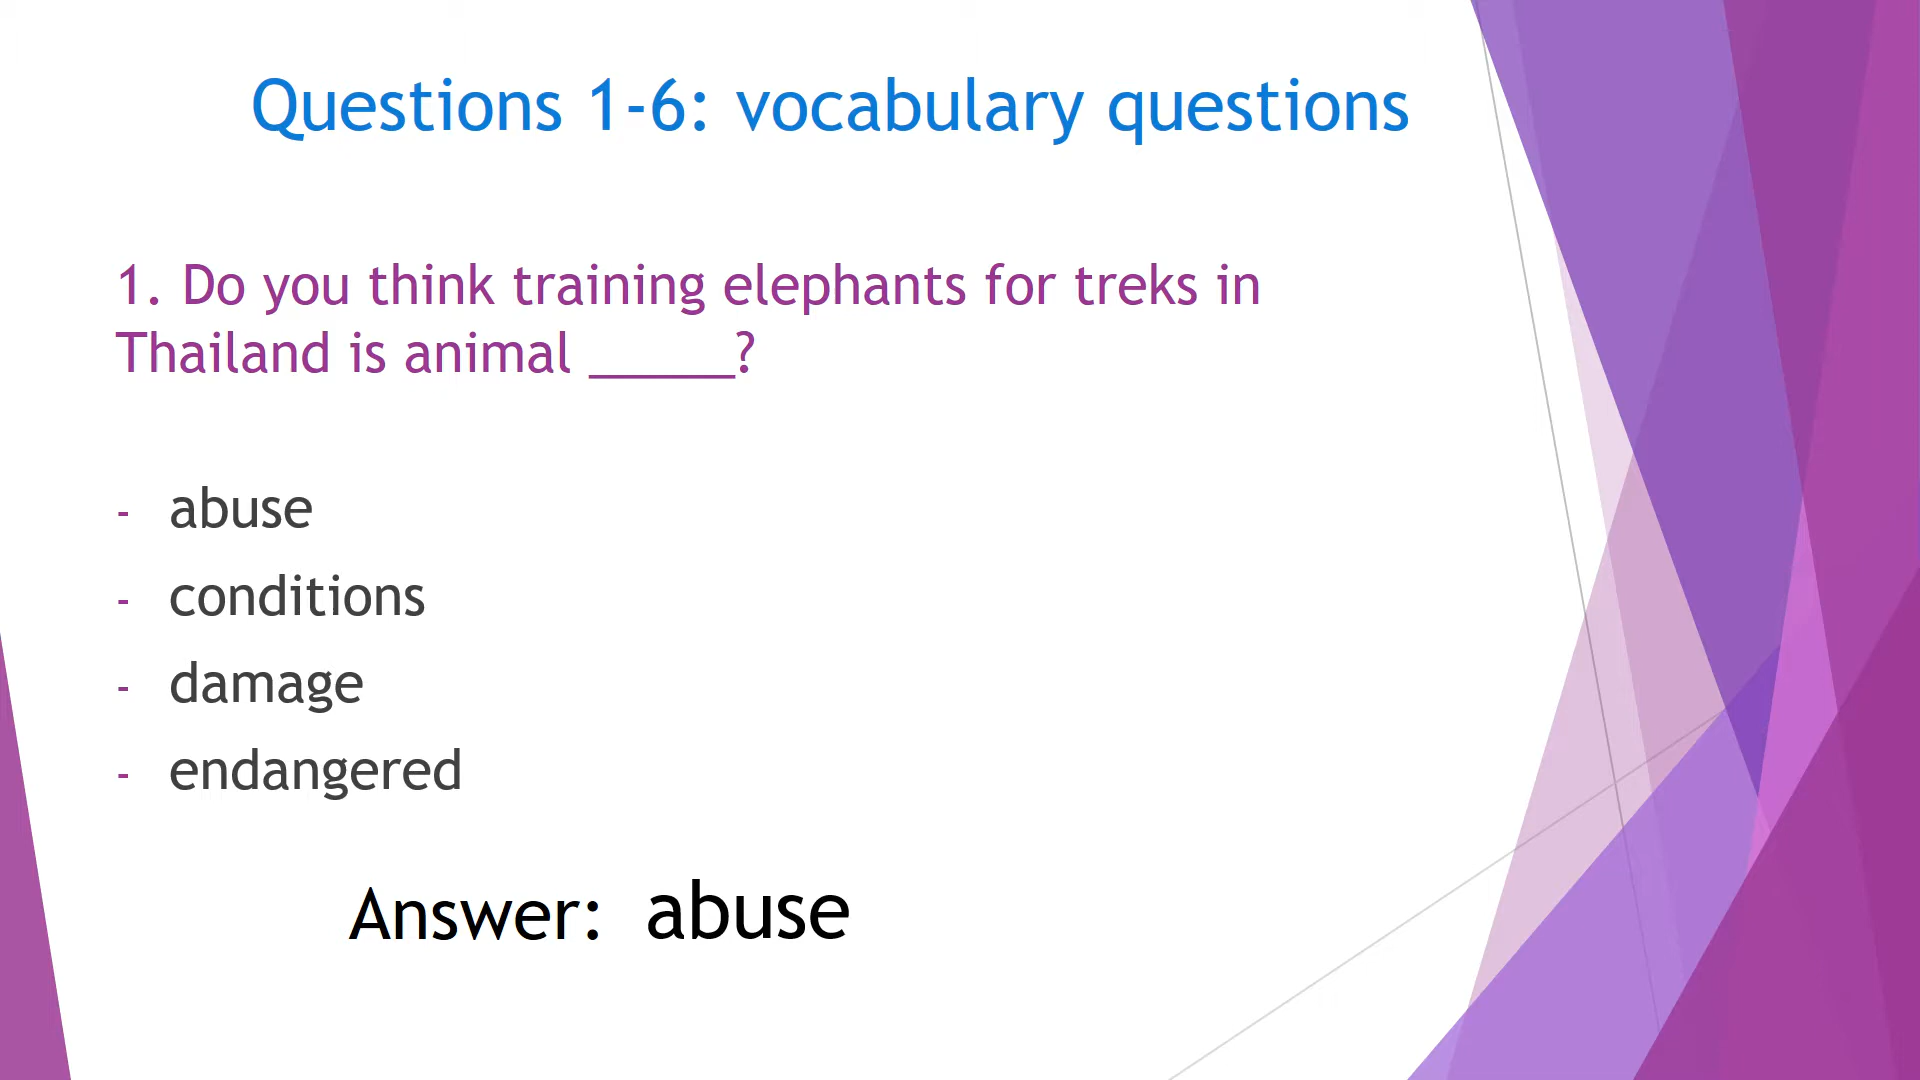 Questions 1-6: vocabulary questions
1. Do you think training elephants for treks in
Thailand is animal _____?
- abuse
- conditions
- damage
- endangered
Answer: abuse